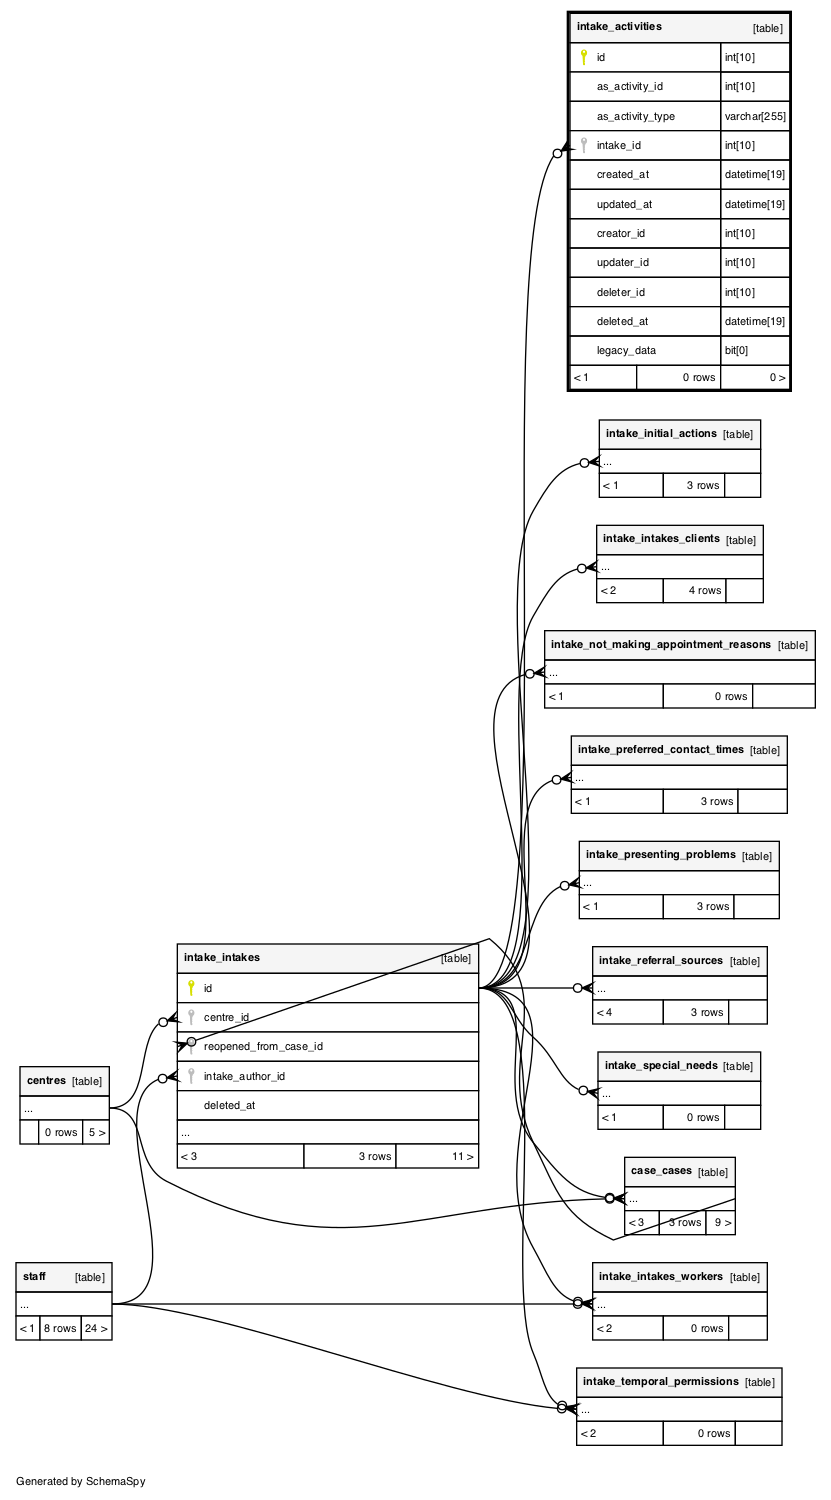 intake_activities [table]
id int[10]
as_activity_id int[10]
as_activity_type varchar[255]
intake_id int[10]
created_at datetime[19]
updated_at datetime[19]
creator_id int[10]
updater_id int[10]
deleter_id int[10]
deleted_at datetime[19]
legacy_data bit[0]
< 1 0 rows 0 >
intake_initial_actions [table]
...
< 1 3 rows
intake_intakes_clients [table]
...
< 2 4 rows
intake_not_making_appointment_reasons [table]
...
< 1 0 rows
intake_preferred_contact_times [table]
...
< 1 3 rows
intake_presenting_problems [table]
...
< 1 3 rows
intake_intakes [table]
id
centre_id
reopened_from_case_id
intake_author_id
deleted_at
...
< 3 3 rows 11 >
intake_referral_sources [table]
...
< 4 3 rows
intake_special_needs [table]
...
< 1 0 rows
centres [table]
...
0 rows 5 >
case_cases [table]
...
< 3 3 rows 9 >
staff [table]
...
< 1 8 rows 24 >
intake_intakes_workers [table]
...
< 2 0 rows
intake_temporal_permissions [table]
...
< 2 0 rows
Generated by SchemaSpy